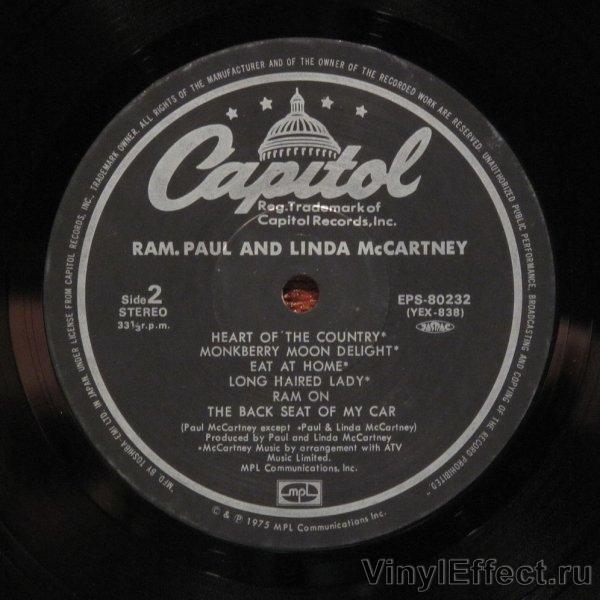 "MFD BY TOSHIBA-EMI LTD. IN JAPAN, UNDER LICENSE FROM CAPITOL RECORDS, INC., TRADEMARK OWNER. ALL RIGHTS OF THE MANUFACTURER AND OF THE OWNER OF THE RECORDED WORK ARE RESERVED. UNAUTHORIZED PUBLIC PERFORMANCE, BROADCASTING AND COPYING OF THE RECORD PROHIBITED"
Capitol
Reg. Trademark of
Capitol Records, Inc.
RAM. PAUL AND LINDA McCARTNEY
Side 2
STEREO
33 1/3 r.p.m.
EPS-80232
(YEX-838)
JASRAC
HEART OF THE COUNTRY*
MONKBERRY MOON DELIGHT*
EAT AT HOME*
LONG HAIRED LADY*
RAM ON
THE BACK SEAT OF MY CAR
(Paul McCartney except *Paul & Linda McCartney)
Produced by Paul and Linda McCartney
*McCartney Music by arrangement with ATV
Music Limited.
MPL Communications, Inc.
mpl
© & ℗ 1975 MPL Communications Inc.
VinylEffect.ru